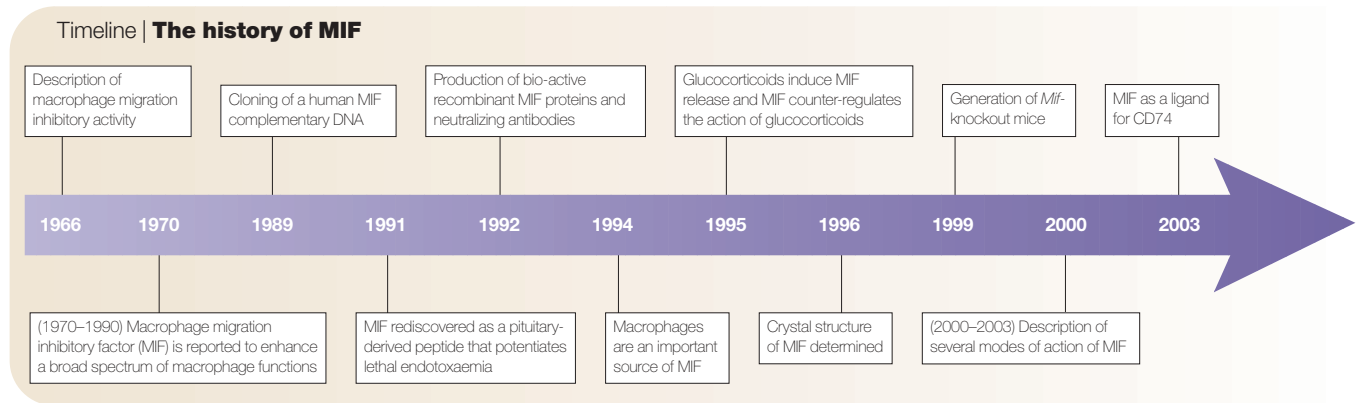 Timeline | The history of MIF
Description of
macrophage migration
inhibitory activity
Cloning of a human MIF
complementary DNA
Production of bio-active
recombinant MIF proteins and
neutralizing antibodies
Glucocorticoids induce MIF
release and MIF counter-regulates
the action of glucocorticoids
Generation of Mif-
knockout mice
MIF as a ligand
for CD74
1966 1970 1989 1991 1992 1994 1995 1996 1999 2000 2003
(1970–1990) Macrophage migration
inhibitory factor (MIF) is reported to enhance
a broad spectrum of macrophage functions
MIF rediscovered as a pituitary-
derived peptide that potentiates
lethal endotoxaemia
Macrophages
are an important
source of MIF
Crystal structure
of MIF determined
(2000–2003) Description of
several modes of action of MIF